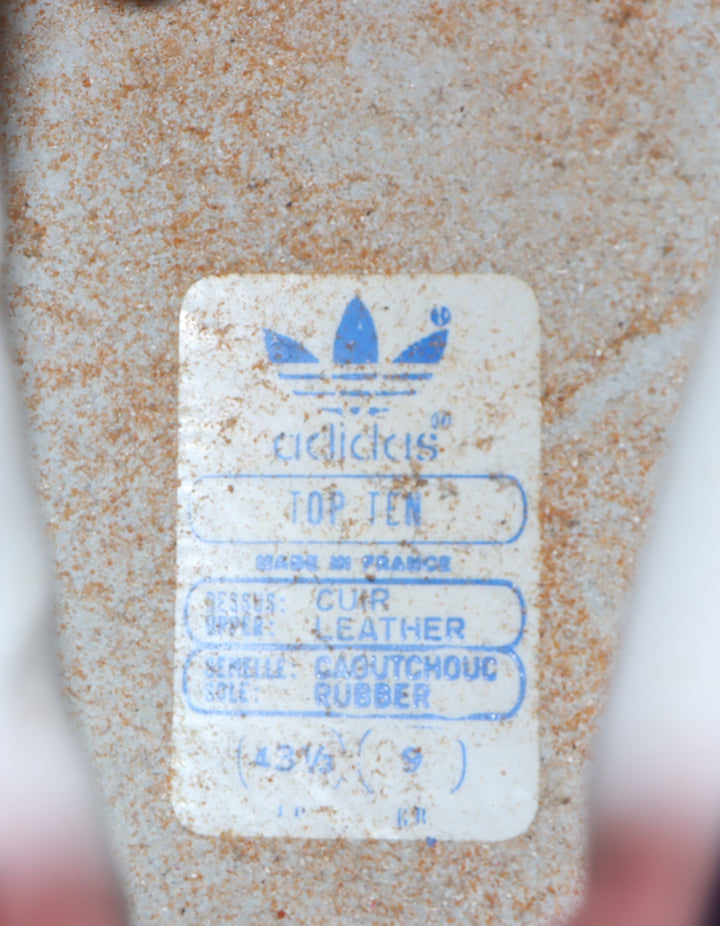 adidas®
TOP TEN
MADE IN FRANCE
DESSUS: CUIR
UPPER: LEATHER
SEMELLE: CAOUTCHOUC
SOLE: RUBBER
(43 1/3) (9)